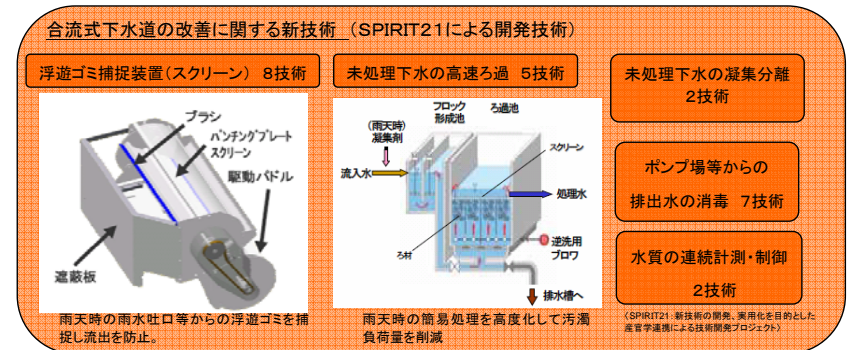 合流式下水道の改善に関する新技術 （SPIRIT21による開発技術）
浮遊ゴミ捕捉装置（スクリーン） 8技術
未処理下水の高速ろ過 5技術
未処理下水の凝集分離
2技術
ブラシ
パンチングプレート
スクリーン
駆動パドル
遮蔽板
フロック
形成池
ろ過池
（雨天時）
凝集剤
スクリーン
流入水
処理水
ろ材
逆洗用
ブロワ
排水槽へ
ポンプ場等からの
排出水の消毒 7技術
水質の連続計測・制御
2技術
雨天時の雨水吐口等からの浮遊ゴミを捕
捉し流出を防止。
雨天時の簡易処理を高度化して汚濁
負荷量を削減
（SPIRIT21：新技術の開発、実用化を目的とした
産官学連携による技術開発プロジェクト）